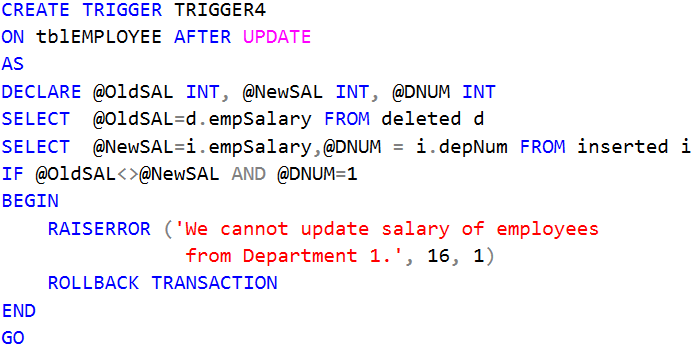 CREATE TRIGGER TRIGGER4
ON tblEMPLOYEE AFTER UPDATE
AS
DECLARE @OldSAL INT, @NewSAL INT, @DNUM INT
SELECT  @OldSAL=d.empSalary FROM deleted d
SELECT  @NewSAL=i.empSalary,@DNUM = i.depNum FROM inserted i
IF @OldSAL<>@NewSAL AND @DNUM=1
BEGIN
    RAISERROR ('We cannot update salary of employees
                from Department 1.', 16, 1)
    ROLLBACK TRANSACTION
END
GO